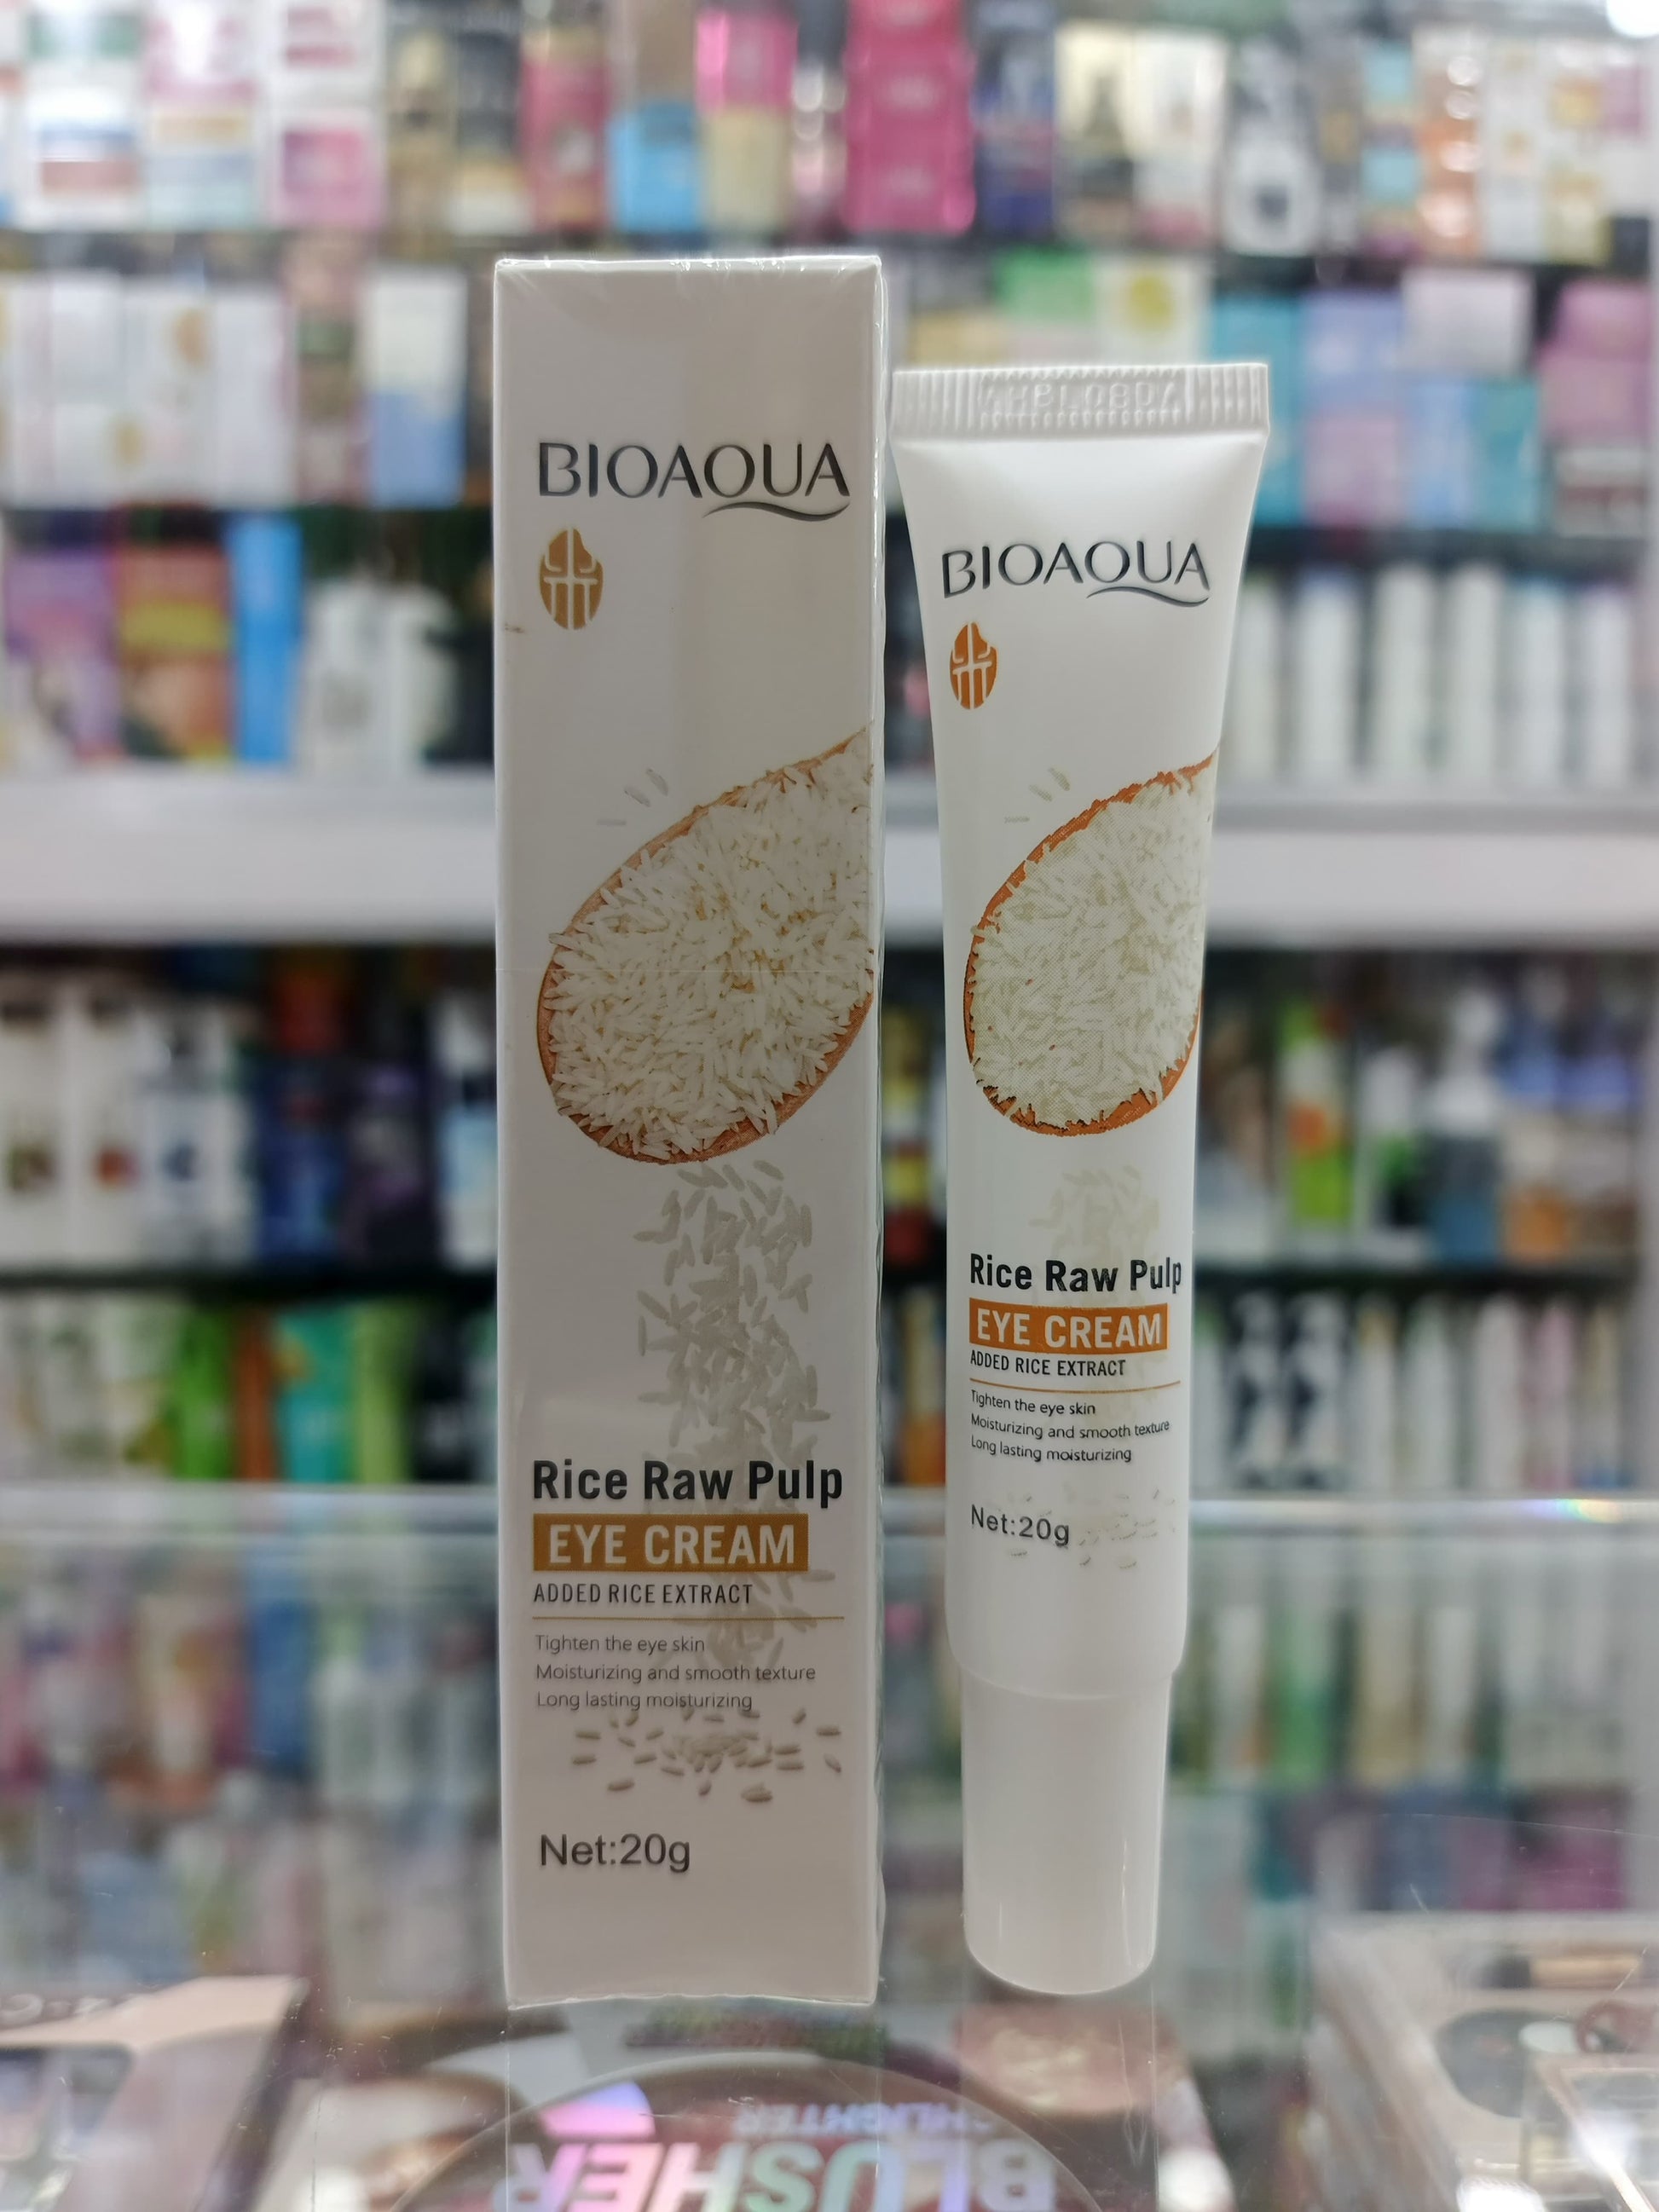 BIOAQUA
Rice Raw Pulp
EYE CREAM
ADDED RICE EXTRACT
Tighten the eye skin
Moisturizing and smooth texture
Long lasting moisturizing
Net:20g
BIOAQUA
Rice Raw Pulp
EYE CREAM
ADDED RICE EXTRACT
Tighten the eye skin
Moisturizing and smooth texture
Long lasting moisturizing
Net:20g
HIGHLIGHTER
BLUSHER